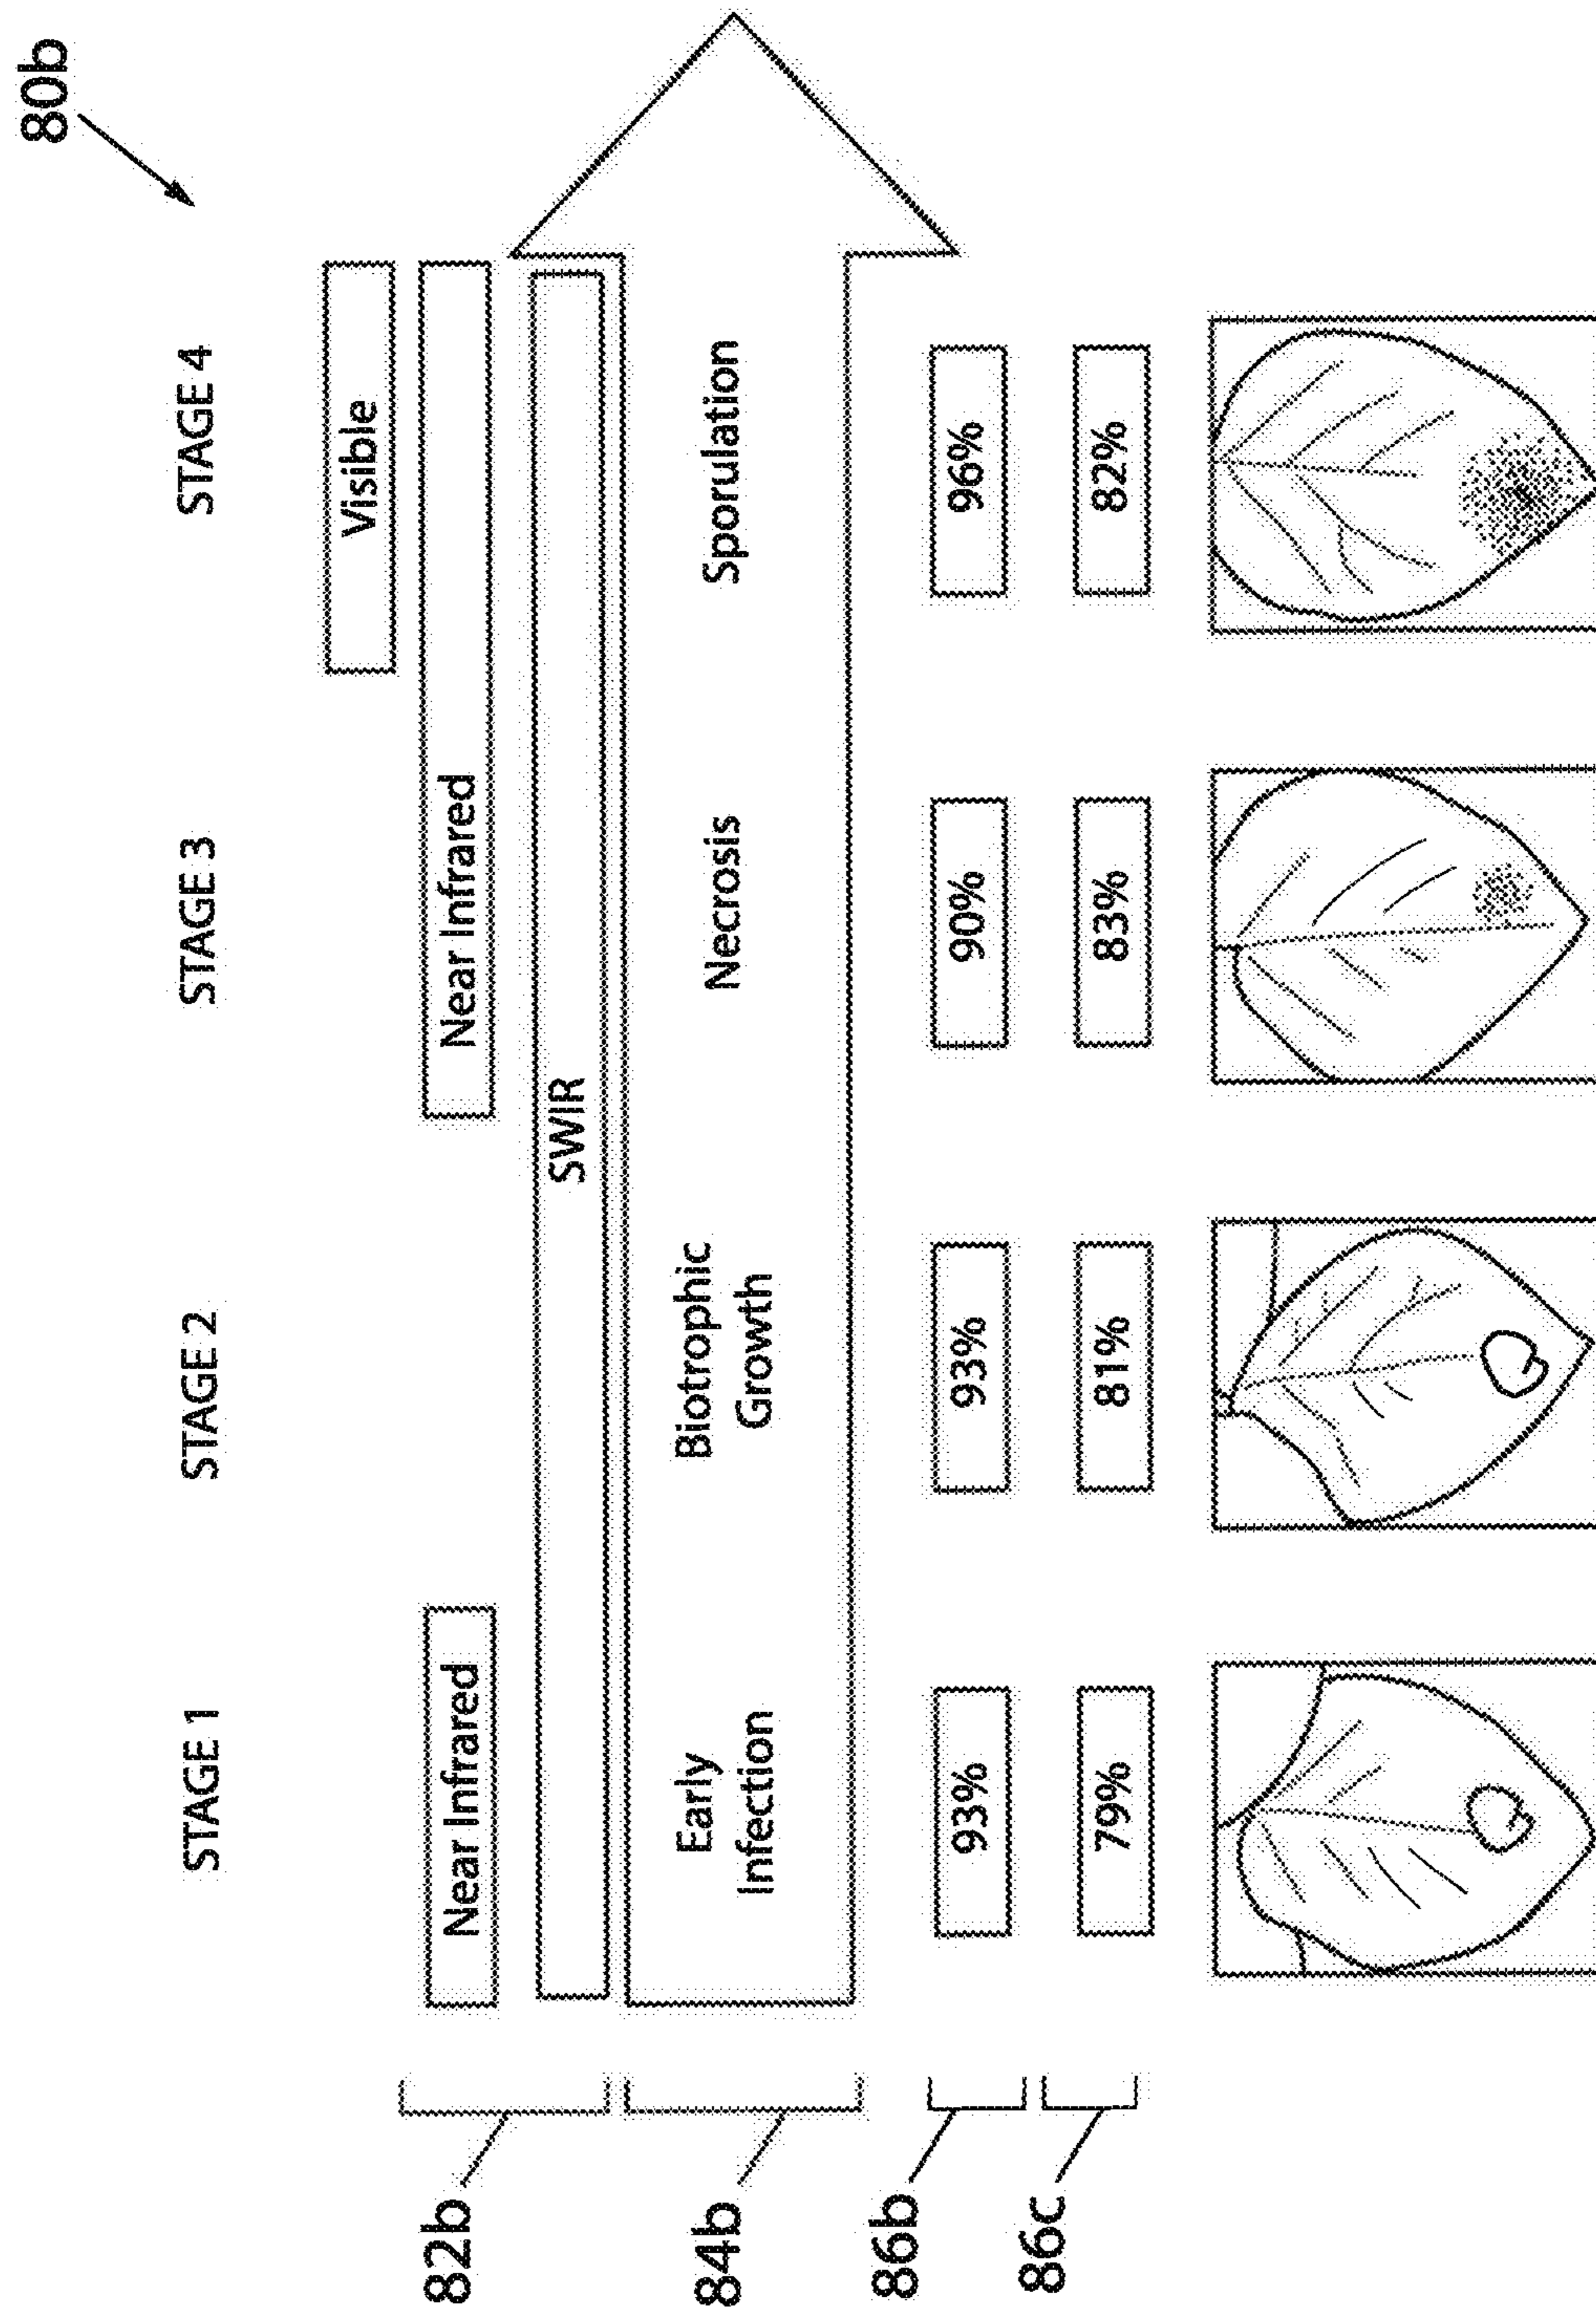 80b
STAGE 1
STAGE 2
STAGE 3
STAGE 4
Visible
82b
Near Infrared
Near Infrared
SWIR
84b
Early
Infection
Biotrophic
Growth
Necrosis
Sporulation
86b
93%
93%
90%
96%
86c
79%
81%
83%
82%